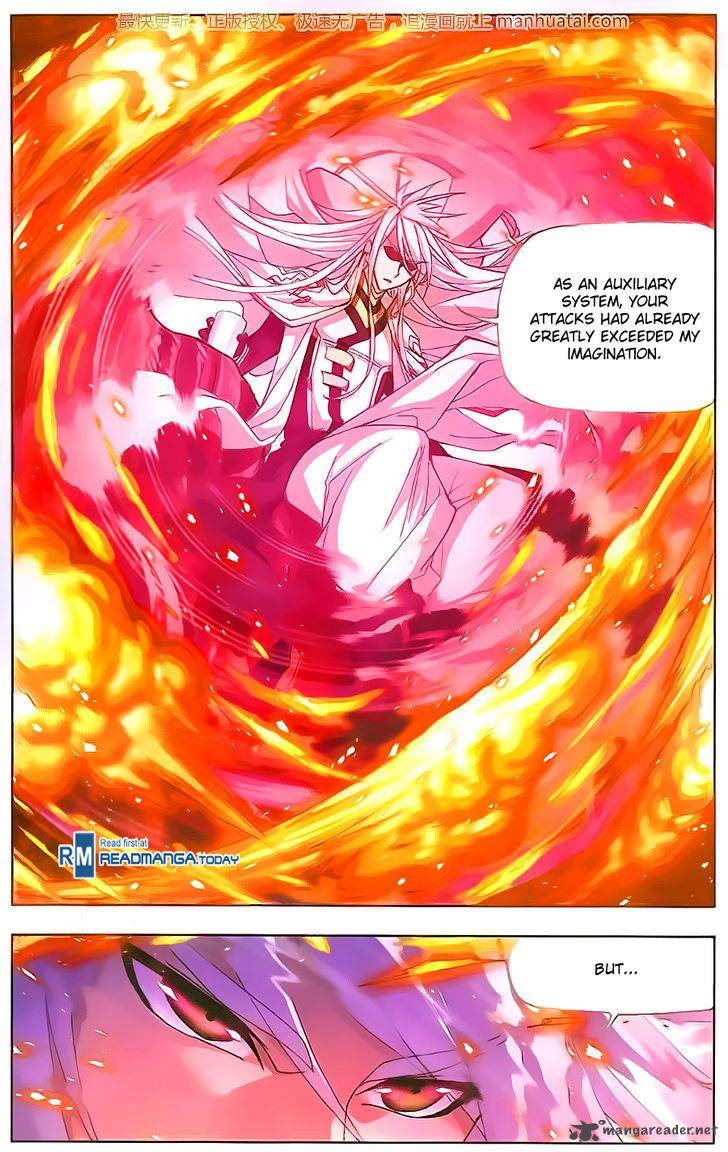 最快更新、正版授权、极速无广告，追漫画就上 manhuatai.com
AS AN AUXILIARY
SYSTEM, YOUR
ATTACKS HAD ALREADY
GREATLY EXCEEDED MY
IMAGINATION.
RM
Read first at
READMANGA.TODAY
BUT...
mangareader.net